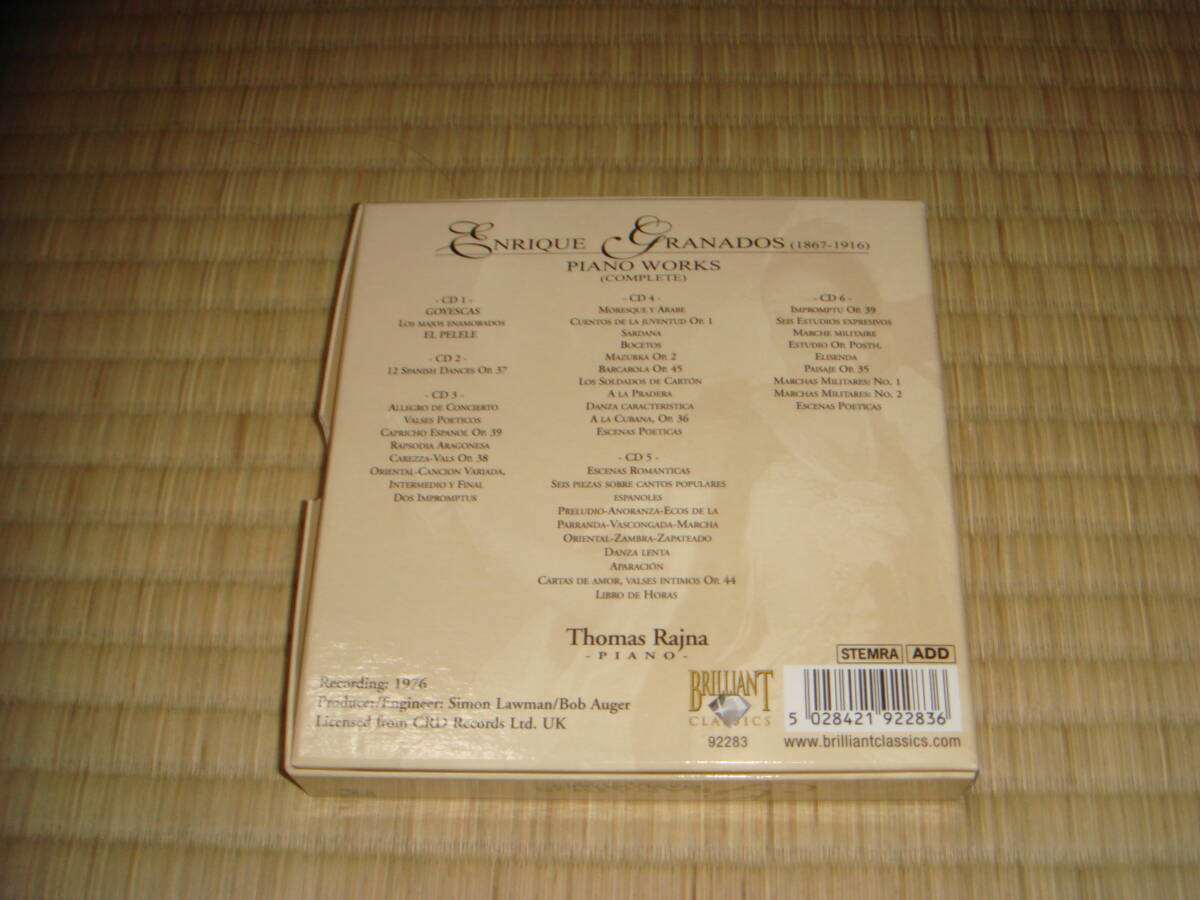 Enrique Granados (1867-1916)
PIANO WORKS
(COMPLETE)
- CD 1 -
GOYESCAS
LOS MAJOS ENAMORADOS
EL PELELE
- CD 2 -
12 SPANISH DANCES OP. 37
- CD 3 -
ALLEGRO DE CONCIERTO
VALSES POETICOS
CAPRICHO ESPANOL OP. 39
RAPSODIA ARAGONESA
CAREZZA-VALS OP. 38
ORIENTAL-CANCION VARIADA,
INTERMEDIO Y FINAL
DOS IMPROMPTUS
- CD 4 -
MORESQUE Y ARABE
CUENTOS DE LA JUVENTUD OP. 1
SARDANA
BOCETOS
MAZURKA OP. 2
BARCAROLA OP. 45
LOS SOLDADOS DE CARTÓN
A LA PRADERA
DANZA CARACTERISTICA
A LA CUBANA, OP. 36
ESCENAS POETICAS
- CD 5 -
ESCENAS ROMANTICAS
SEIS PIEZAS SOBRE CANTOS POPULARES
ESPANOLES
PRELUDIO-ANORANZA-ECOS DE LA
PARRANDA-VASCONGADA-MARCHA
ORIENTAL-ZAMBRA-ZAPATEADO
DANZA LENTA
APARACIÓN
CARTAS DE AMOR, VALSES INTIMOS OP. 44
LIBRO DE HORAS
- CD 6 -
IMPROMPTU OP. 39
SEIS ESTUDIOS EXPRESIVOS
MARCHE MILITAIRE
ESTUDIO OP. POSTH.
ELISENDA
PAISAJE OP. 35
MARCHAS MILITARES: NO. 1
MARCHAS MILITARES: NO. 2
ESCENAS POETICAS
Thomas Rajna
- PIANO -
Recording: 1976
Producer/Engineer: Simon Lawman/Bob Auger
Licensed from CRD Records Ltd. UK
BRILLIANT
CLASSICS
92283
STEMRA ADD
5 028421 922836
www.brilliantclassics.com